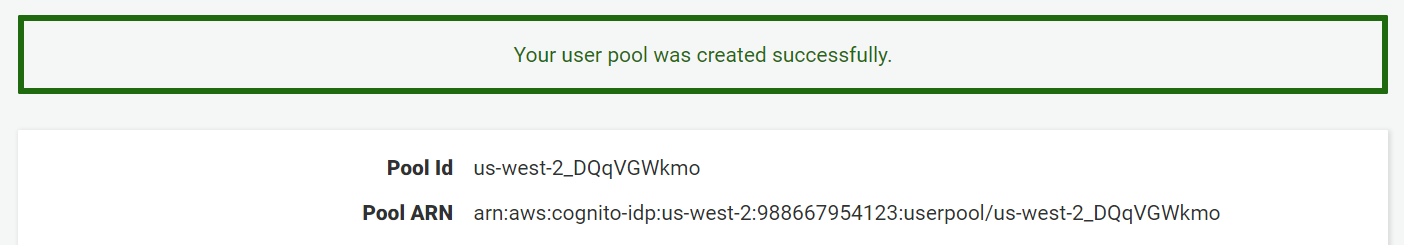 Your user pool was created successfully.
Pool Id us-west-2_DQqVGWkmo
Pool ARN arn:aws:cognito-idp:us-west-2:988667954123:userpool/us-west-2_DQqVGWkmo